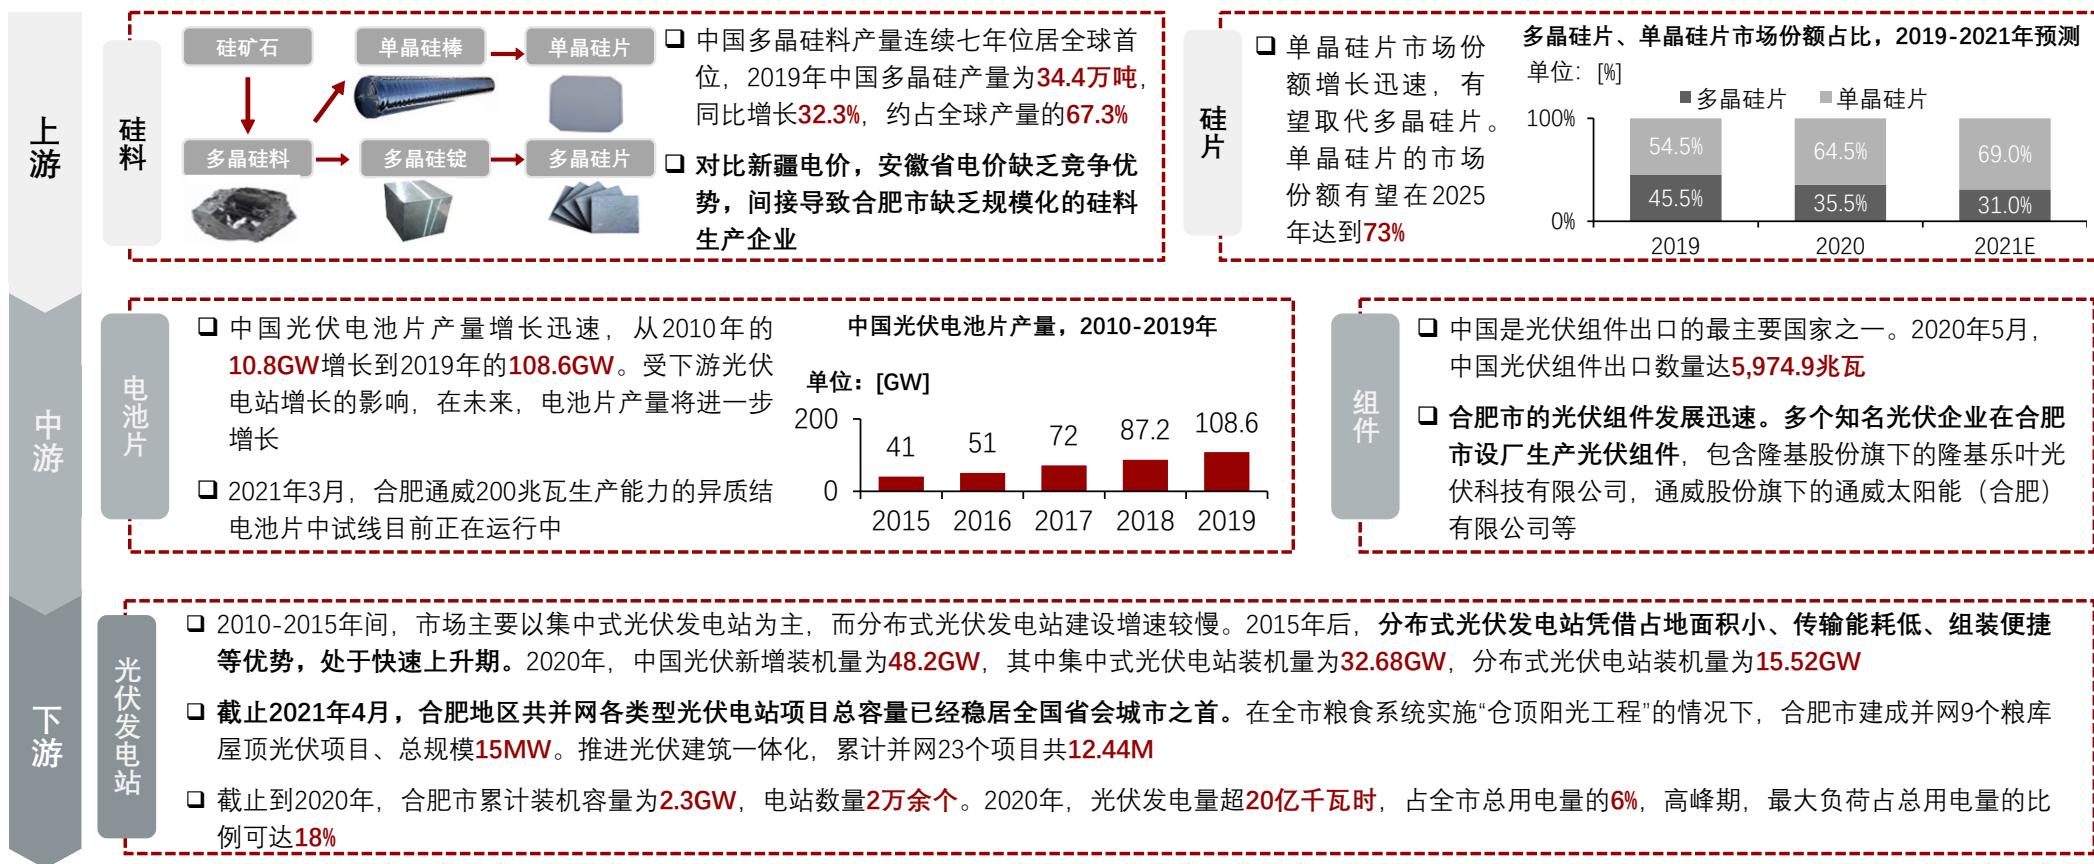 上游
硅料
硅矿石
单晶硅棒
单晶硅片
多晶硅料
多晶硅锭
多晶硅片
中国多晶硅料产量连续七年位居全球首
位，2019年中国多晶硅产量为34.4万吨，
同比增长32.3%，约占全球产量的67.3%
对比新疆电价，安徽省电价缺乏竞争优
势，间接导致合肥市缺乏规模化的硅料
生产企业
硅片
单晶硅片市场份
额增长迅速，有
望取代多晶硅片。
单晶硅片的市场
份额有望在2025
年达到73%
多晶硅片、单晶硅片市场份额占比，2019-2021年预测
单位：[%]
多晶硅片 单晶硅片
100%
54.5% 64.5% 69.0%
45.5% 35.5% 31.0%
0%
2019 2020 2021E
中游
电池片
中国光伏电池片产量增长迅速，从2010年的
10.8GW增长到2019年的108.6GW。受下游光伏
电站增长的影响，在未来，电池片产量将进一步
增长
2021年3月，合肥通威200兆瓦生产能力的异质结
电池片中试线目前正在运行中
中国光伏电池片产量，2010-2019年
单位：[GW]
200
41 51 72 87.2 108.6
0
2015 2016 2017 2018 2019
组件
中国是光伏组件出口的最主要国家之一。2020年5月，
中国光伏组件出口数量达5,974.9兆瓦
合肥市的光伏组件发展迅速。多个知名光伏企业在合肥
市设厂生产光伏组件，包含隆基股份旗下的隆基乐叶光
伏科技有限公司，通威股份旗下的通威太阳能（合肥）
有限公司等
下游
光伏发电站
2010-2015年间，市场主要以集中式光伏发电站为主，而分布式光伏发电站建设增速较慢。2015年后，分布式光伏发电站凭借占地面积小、传输能耗低、组装便捷
等优势，处于快速上升期。2020年，中国光伏新增装机量为48.2GW，其中集中式光伏电站装机量为32.68GW，分布式光伏电站装机量为15.52GW
截止2021年4月，合肥地区共并网各类型光伏电站项目总容量已经稳居全国省会城市之首。在全市粮食系统实施“仓顶阳光工程”的情况下，合肥市建成并网9个粮库
屋顶光伏项目、总规模15MW。推进光伏建筑一体化，累计并网23个项目共12.44M
截止到2020年，合肥市累计装机容量为2.3GW，电站数量2万余个。2020年，光伏发电量超20亿千瓦时，占全市总用电量的6%，高峰期，最大负荷占总用电量的比
例可达18%